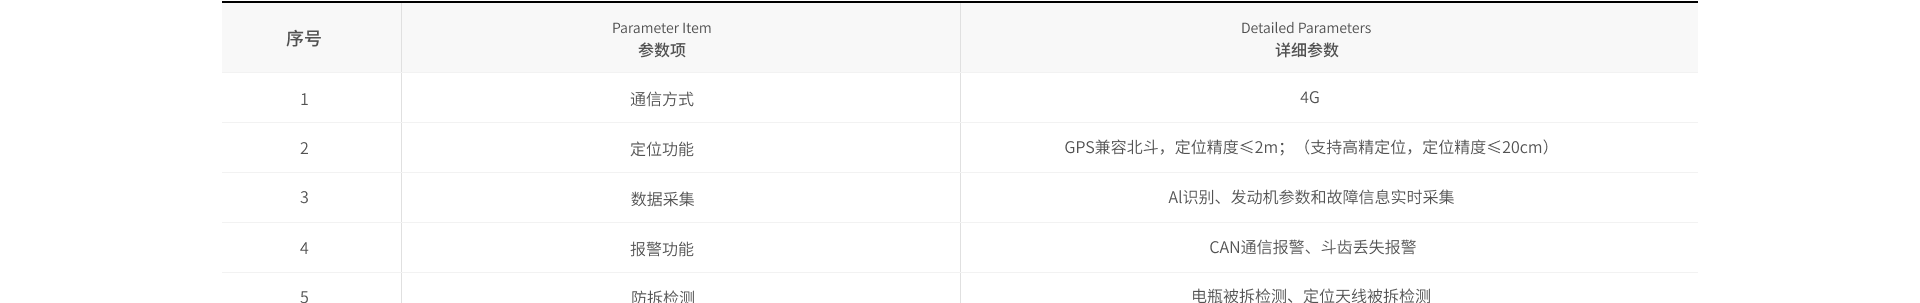 序号
Parameter Item
参数项
Detailed Parameters
详细参数
1
通信方式
4G
2
定位功能
GPS兼容北斗，定位精度≤2m；（支持高精定位，定位精度≤20cm）
3
数据采集
Al识别、发动机参数和故障信息实时采集
4
报警功能
CAN通信报警、斗齿丢失报警
5
防拆检测
电瓶被拆检测、定位天线被拆检测